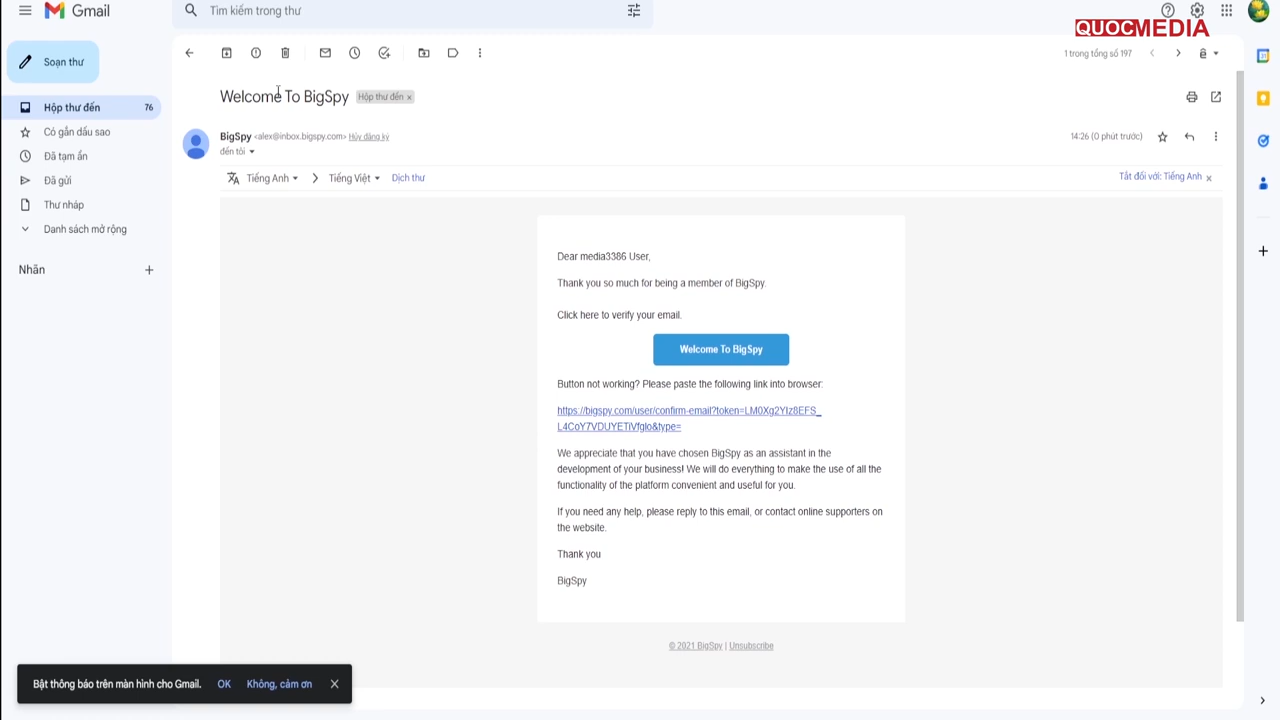 Gmail
Tìm kiếm trong thư
QUOCMEDIA
Soạn thư
1 trong tổng số 197
Hộp thư đến 76
Có gắn dấu sao
Đã tạm ẩn
Đã gửi
Thư nháp
Danh sách mở rộng
Nhãn
Welcome To BigSpy Hộp thư đến x
BigSpy <alex@inbox.bigspy.com> Hủy đăng ký
14:26 (0 phút trước)
đến tôi
Tiếng Anh > Tiếng Việt Dịch thư
Tắt đối với: Tiếng Anh x
Dear media3386 User,
Thank you so much for being a member of BigSpy.
Click here to verify your email.
Welcome To BigSpy
Button not working? Please paste the following link into browser:
https://bigspy.com/user/confirm-email?token=LM0Xg2YIz8EFS_
L4CoY7VDUYETiVfglo&type=
We appreciate that you have chosen BigSpy as an assistant in the
development of your business! We will do everything to make the use of all the
functionality of the platform convenient and useful for you.
If you need any help, please reply to this email, or contact online supporters on
the website.
Thank you
BigSpy
© 2021 BigSpy | Unsubscribe
Bật thông báo trên màn hình cho Gmail. OK Không, cảm ơn